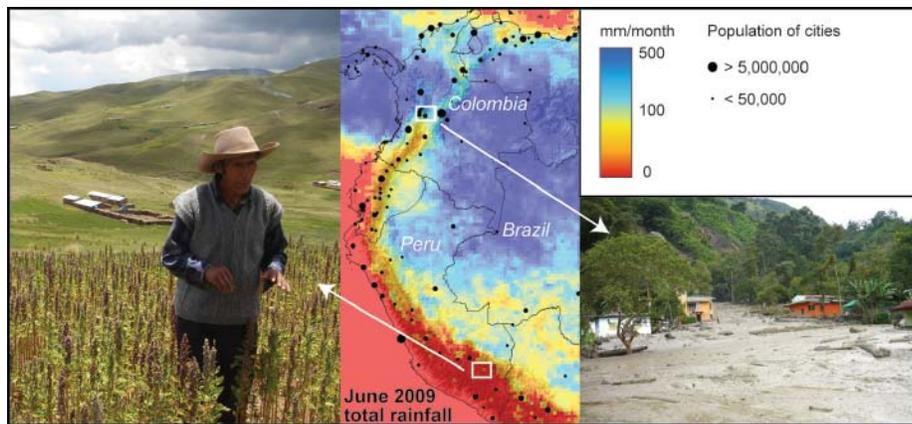 Colombia
Brazil
Peru
June 2009
total rainfall
mm/month
500
100
0
Population of cities
> 5,000,000
< 50,000